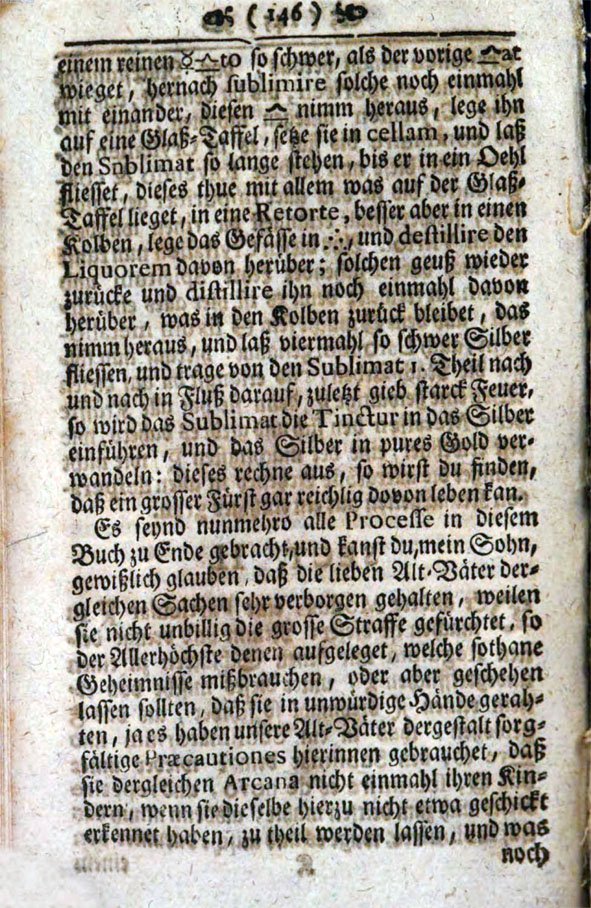 ( 146 )
einem reinen ☿🜍to so schwer, als der vorige 🜍at
wieget, hernach sublimire solche noch einmahl
mit einander, diesen 🜍 nimm heraus, lege ihn
auf eine Glaß-Taffel, setze sie in cellam, und laß
den Snblimat so lange stehen, bis er in ein Oehl
fliesset, dieses thue mit allem was auf der Glaß-
Taffel lieget, in eine Retorte, besser aber in einen
Kolben, lege das Gefässe in ∴, und destillire den
Liquorem davon herüber; solchen geuß wieder
zurücke und distillire ihn noch einmahl davon
herüber, was in den Kolben zurück bleibet, das
nimm heraus, und laß viermahl so schwer Silber
fliessen, und trage von den Sublimat 1. Theil nach
und nach in Fluß darauf, zuletzt gieb starck Feuer,
so wird das Sublimat die Tinctur in das Silber
einführen, und das Silber in pures Gold ver-
wandeln: dieses rechne aus, so wirst du finden,
daß ein grosser Fürst gar reichlig dovon leben kan.
Es seynd nunmehro alle Processe in diesem
Buch zu Ende gebracht, und kanst du, mein Sohn,
gewißlich glauben, daß die lieben Alt-Väter der-
gleichen Sachen sehr verborgen gehalten, weilen
sie nicht unbillig die grosse Straffe gefürchtet, so
der Allerhöchste denen aufgeleget, welche sothane
Geheimnisse mißbrauchen, oder aber geschehen
lassen sollten, daß sie in unwürdige Hände gerah-
ten, ja es haben unsere Alt-Väter dergestalt sorg-
fältige Præcautiones hierinnen gebrauchet, daß
sie dergleichen Arcana nicht einmahl ihren Kin-
dern, wenn sie dieselbe hierzu nicht etwa geschickt
erkennet haben, zu theil werden lassen, und was
noch